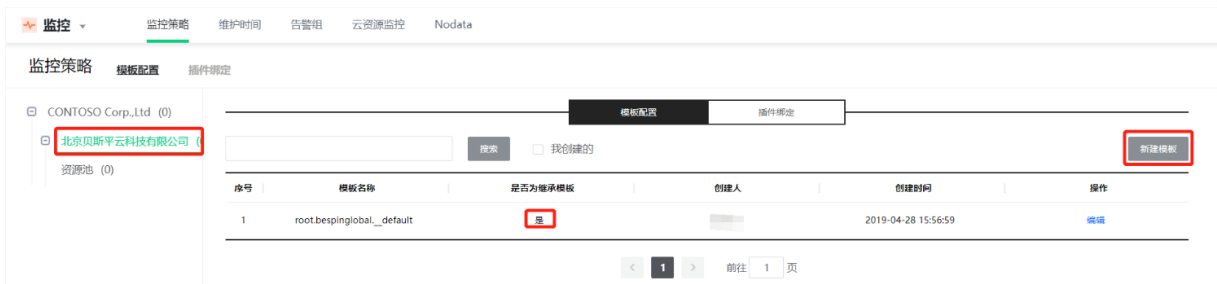 监控 监控策略 维护时间 告警组 云资源监控 Nodata
监控策略 模板配置 插件绑定
CONTOSO Corp.,Ltd (0)
北京贝斯平云科技有限公司
资源池 (0)
模板配置 插件绑定
搜索 我创建的 新建模板
序号 模板名称 是否为继承模板 创建人 创建时间 操作
1 root.bespinglobal.__default 是 2019-04-28 15:56:59 编辑
< 1 > 前往 1 页